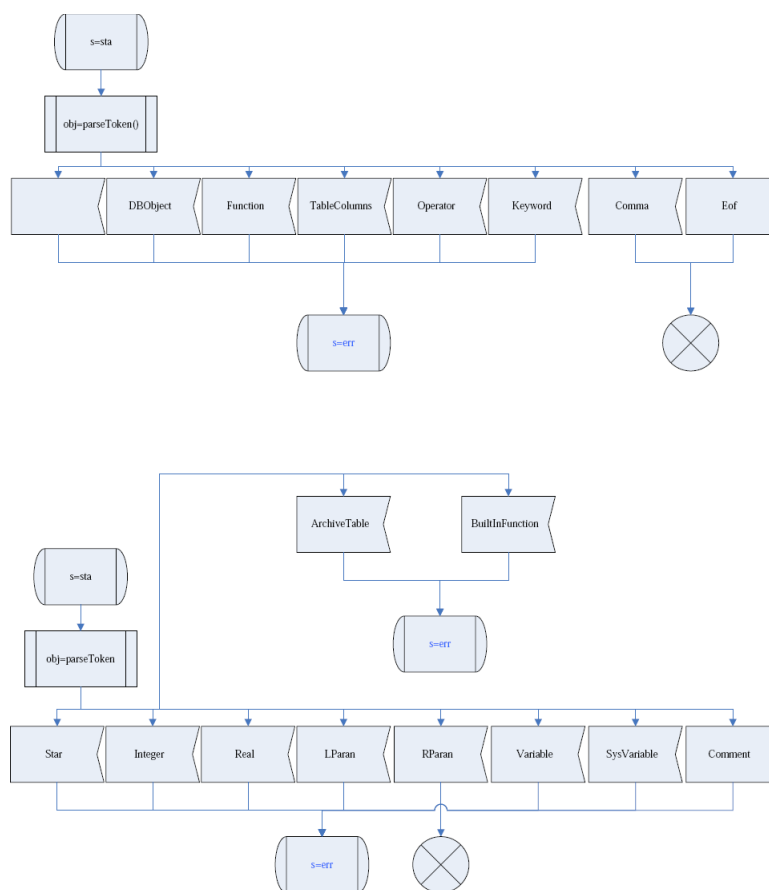 s=sta
obj=parseToken()
DBObject
Function
TableColumns
Operator
Keyword
Comma
Eof
s=err
ArchiveTable
BuiltInFunction
s=sta
s=err
obj=parseToken
Star
Integer
Real
LParan
RParan
Variable
SysVariable
Comment
s=err